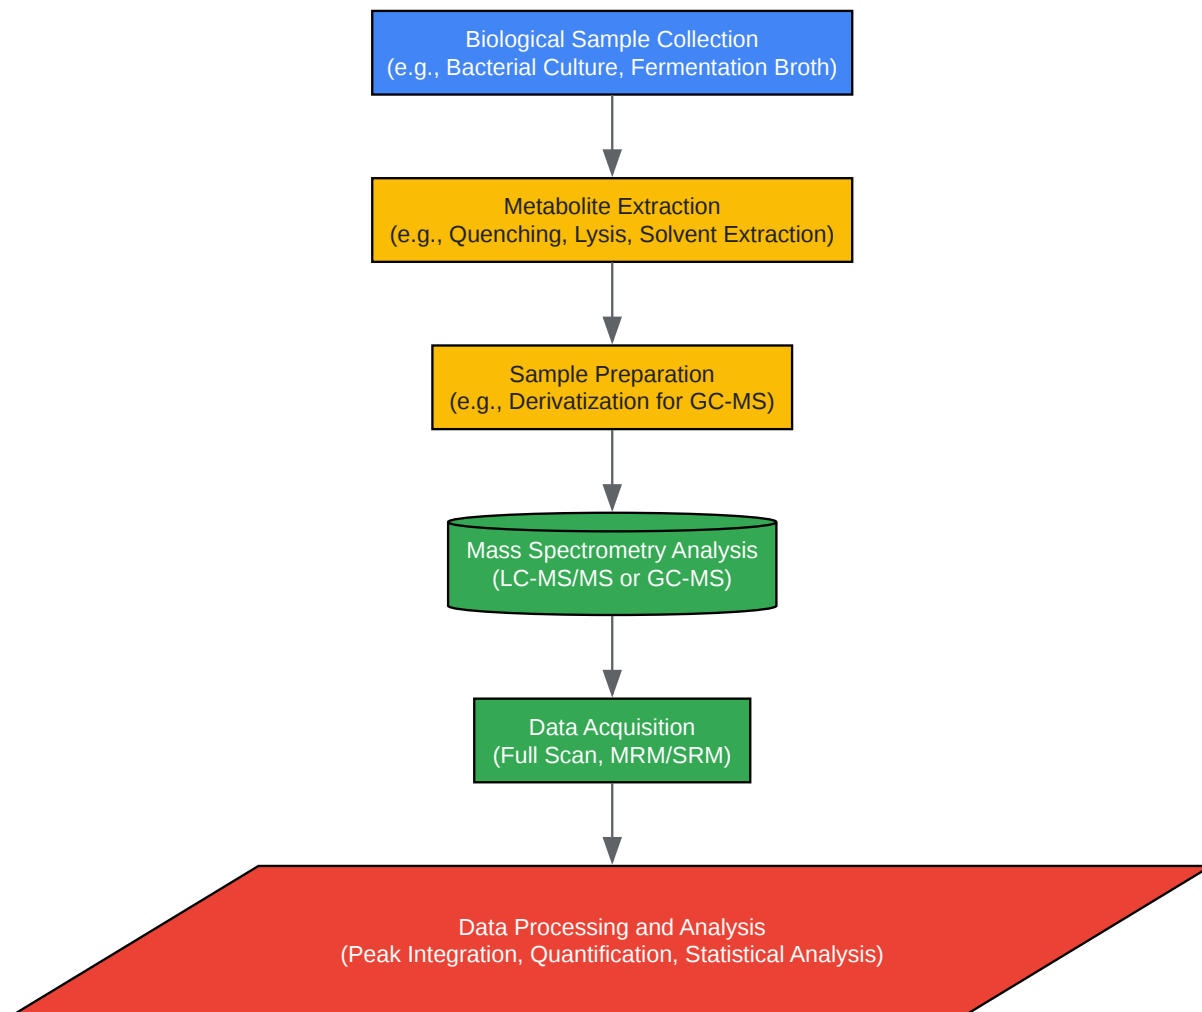 Biological Sample Collection
(e.g., Bacterial Culture, Fermentation Broth)
Metabolite Extraction
(e.g., Quenching, Lysis, Solvent Extraction)
Sample Preparation
(e.g., Derivatization for GC-MS)
Mass Spectrometry Analysis
(LC-MS/MS or GC-MS)
Data Acquisition
(Full Scan, MRM/SRM)
Data Processing and Analysis
(Peak Integration, Quantification, Statistical Analysis)